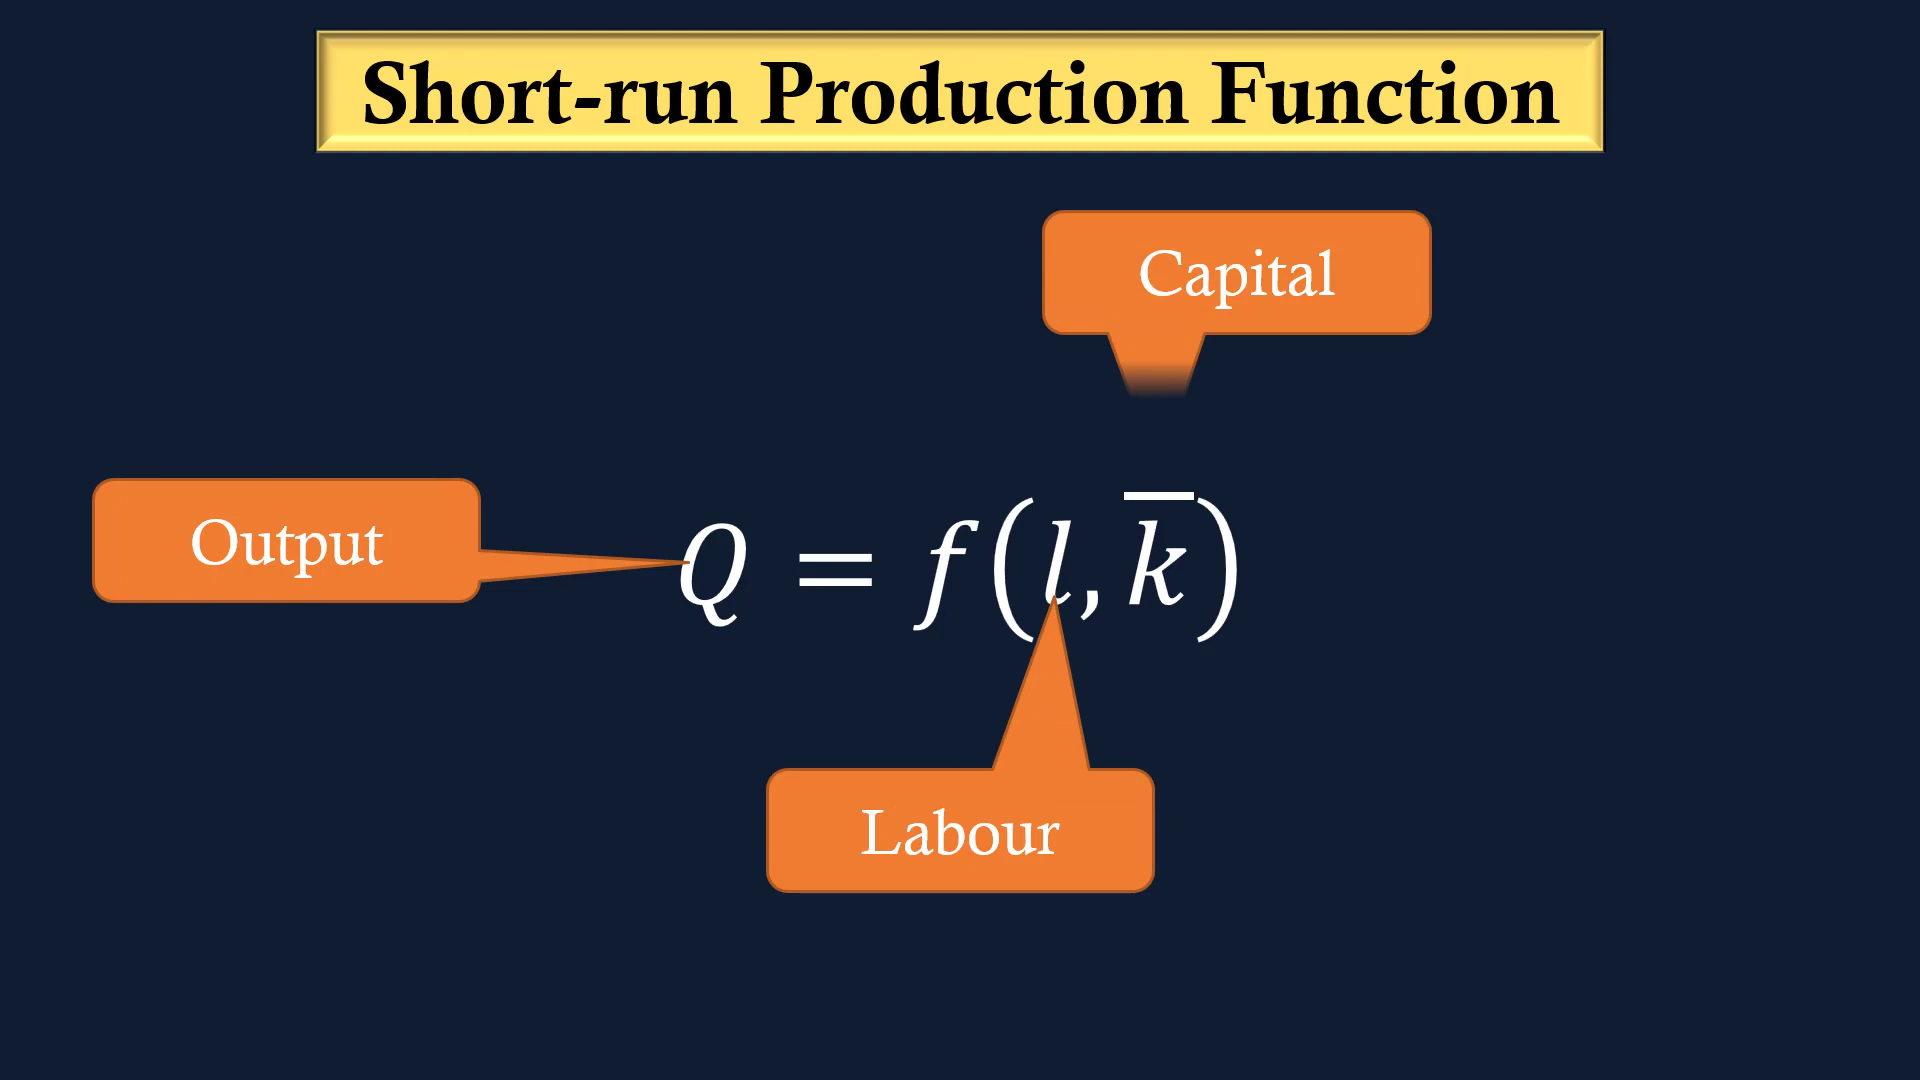 Short-run Production Function
Capital
Output
Q = f(l, k̅)
Labour